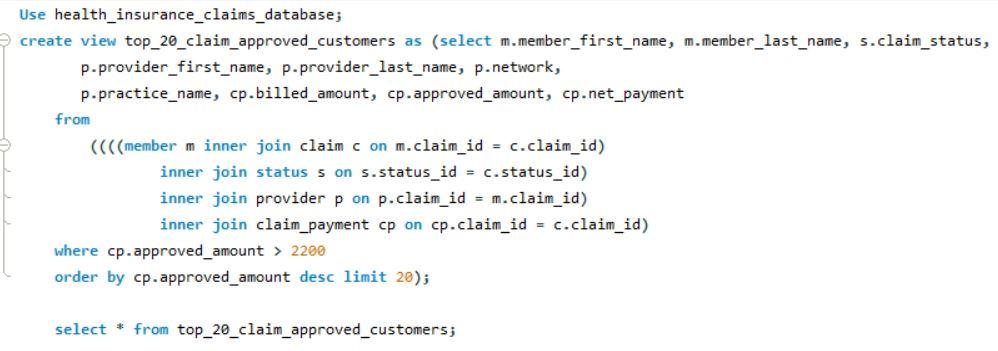 Use health_insurance_claims_database;
create view top_20_claim_approved_customers as (select m.member_first_name, m.member_last_name, s.claim_status,
p.provider_first_name, p.provider_last_name, p.network,
p.practice_name, cp.billed_amount, cp.approved_amount, cp.net_payment
from
((((member m inner join claim c on m.claim_id = c.claim_id)
inner join status s on s.status_id = c.status_id)
inner join provider p on p.claim_id = m.claim_id)
inner join claim_payment cp on cp.claim_id = c.claim_id)
where cp.approved_amount > 2200
order by cp.approved_amount desc limit 20);
select * from top_20_claim_approved_customers;